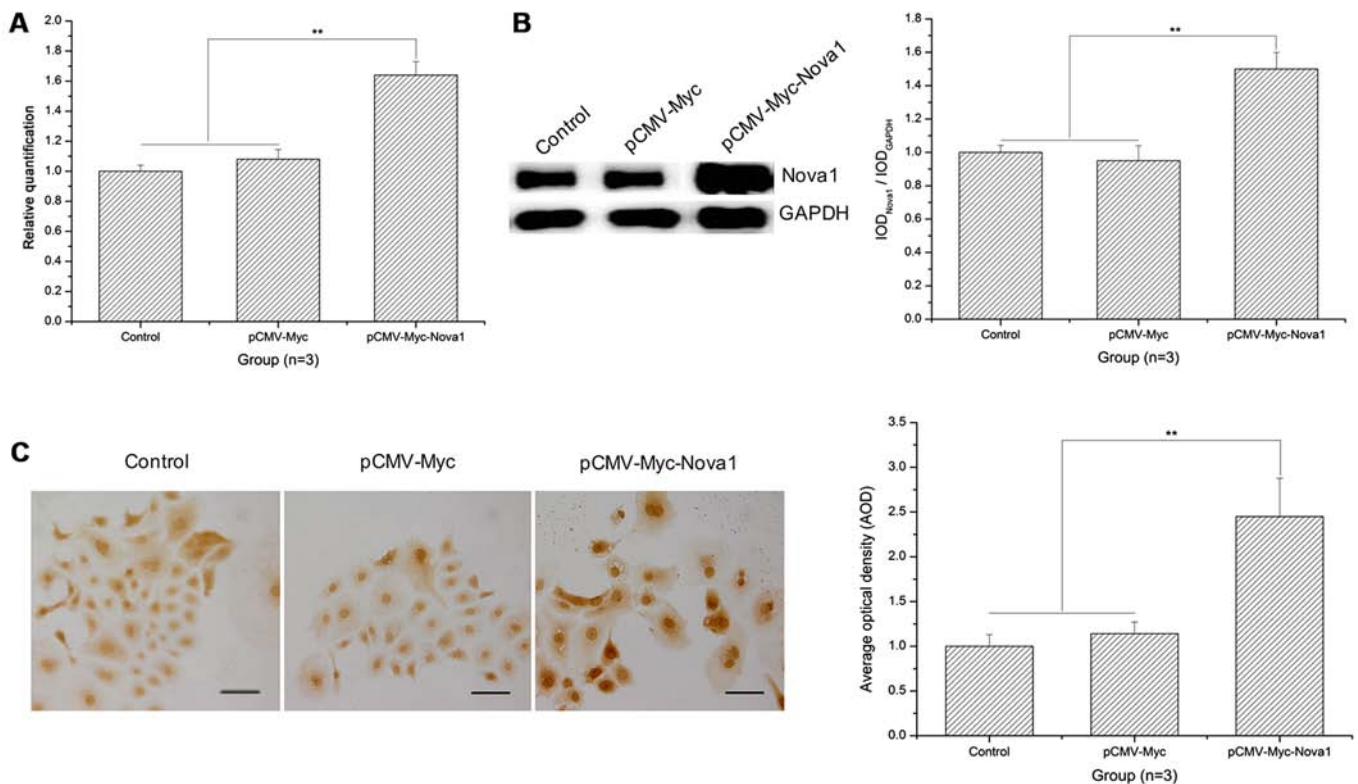 A
Relative quantification
2.0
1.8
1.6
1.4
1.2
1.0
0.8
0.6
0.4
0.2
0.0
**
Control
pCMV-Myc
pCMV-Myc-Nova1
Group (n=3)
B
Control
pCMV-Myc
pCMV-Myc-Nova1
Nova1
GAPDH
IOD Nova1 / IOD GAPDH
1.8
1.6
1.4
1.2
1.0
0.8
0.6
0.4
0.2
0.0
**
Control
pCMV-Myc
pCMV-Myc-Nova1
Group (n=3)
C
Control
pCMV-Myc
pCMV-Myc-Nova1
Average optical density (AOD)
3.5
3.0
2.5
2.0
1.5
1.0
0.5
0.0
**
Control
pCMV-Myc
pCMV-Myc-Nova1
Group (n=3)